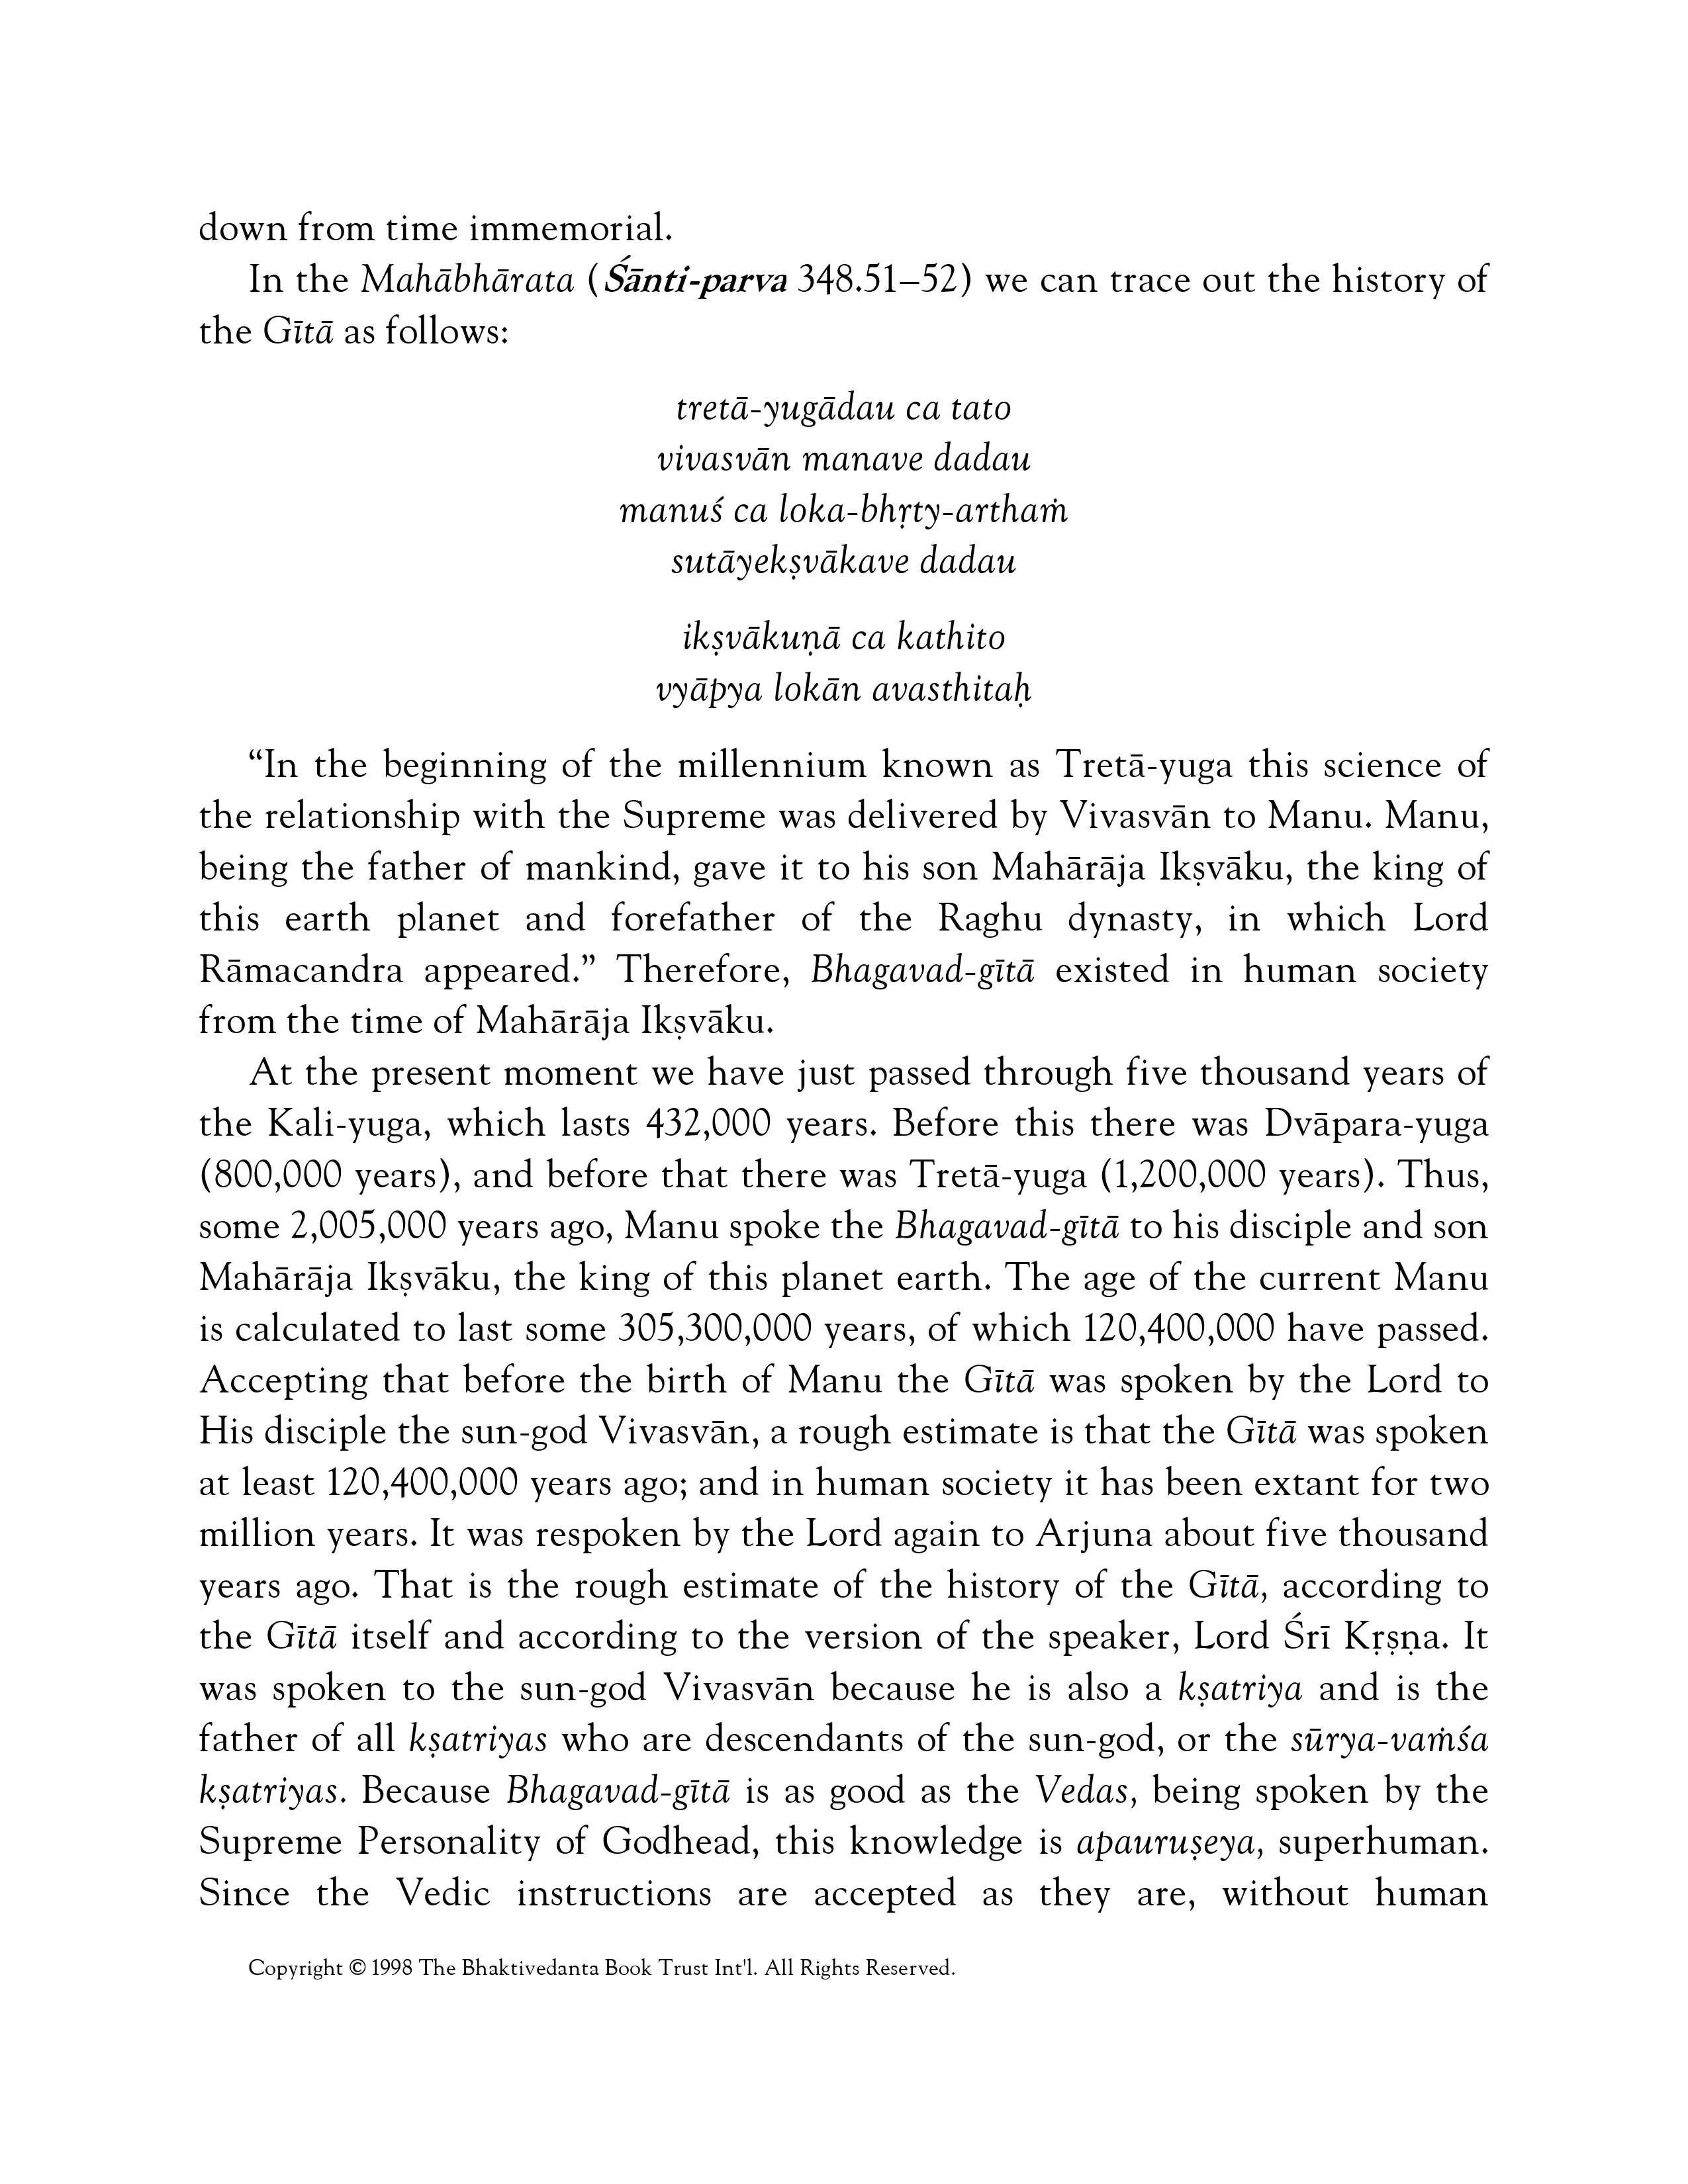 down from time immemorial.
In the Mahābhārata (Śānti-parva 348.51–52) we can trace out the history of
the Gītā as follows:
tretā-yugādau ca tato
vivasvān manave dadau
manuś ca loka-bhṛty-arthaṁ
sutāyekṣvākave dadau
ikṣvākuṇā ca kathito
vyāpya lokān avasthitaḥ
“In the beginning of the millennium known as Tretā-yuga this science of
the relationship with the Supreme was delivered by Vivasvān to Manu. Manu,
being the father of mankind, gave it to his son Mahārāja Ikṣvāku, the king of
this earth planet and forefather of the Raghu dynasty, in which Lord
Rāmacandra appeared.” Therefore, Bhagavad-gītā existed in human society
from the time of Mahārāja Ikṣvāku.
At the present moment we have just passed through five thousand years of
the Kali-yuga, which lasts 432,000 years. Before this there was Dvāpara-yuga
(800,000 years), and before that there was Tretā-yuga (1,200,000 years). Thus,
some 2,005,000 years ago, Manu spoke the Bhagavad-gītā to his disciple and son
Mahārāja Ikṣvāku, the king of this planet earth. The age of the current Manu
is calculated to last some 305,300,000 years, of which 120,400,000 have passed.
Accepting that before the birth of Manu the Gītā was spoken by the Lord to
His disciple the sun-god Vivasvān, a rough estimate is that the Gītā was spoken
at least 120,400,000 years ago; and in human society it has been extant for two
million years. It was respoken by the Lord again to Arjuna about five thousand
years ago. That is the rough estimate of the history of the Gītā, according to
the Gītā itself and according to the version of the speaker, Lord Śrī Kṛṣṇa. It
was spoken to the sun-god Vivasvān because he is also a kṣatriya and is the
father of all kṣatriyas who are descendants of the sun-god, or the sūrya-vaṁśa
kṣatriyas. Because Bhagavad-gītā is as good as the Vedas, being spoken by the
Supreme Personality of Godhead, this knowledge is apauruṣeya, superhuman.
Since the Vedic instructions are accepted as they are, without human
Copyright © 1998 The Bhaktivedanta Book Trust Int'l. All Rights Reserved.